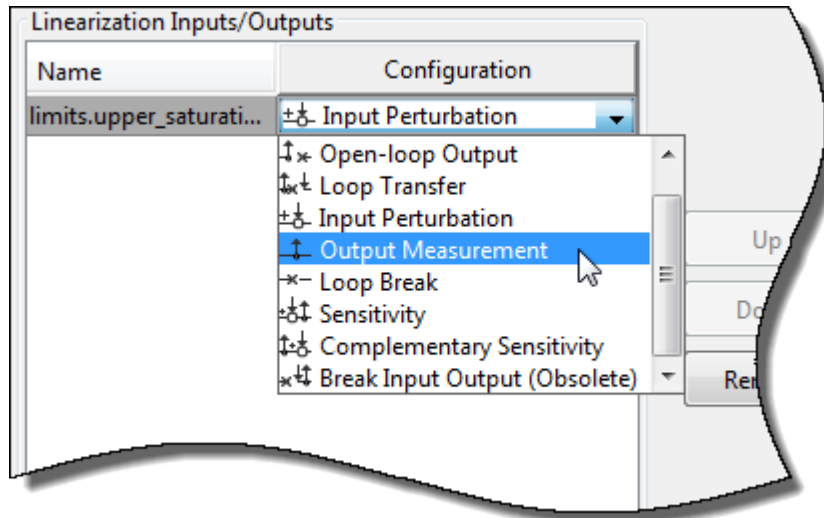 Linearization Inputs/Outputs
Name Configuration
limits.upper_saturati... Input Perturbation
Open-loop Output
Loop Transfer
Input Perturbation
Output Measurement
Up
Loop Break
Sensitivity
Complementary Sensitivity
Break Input Output (Obsolete)